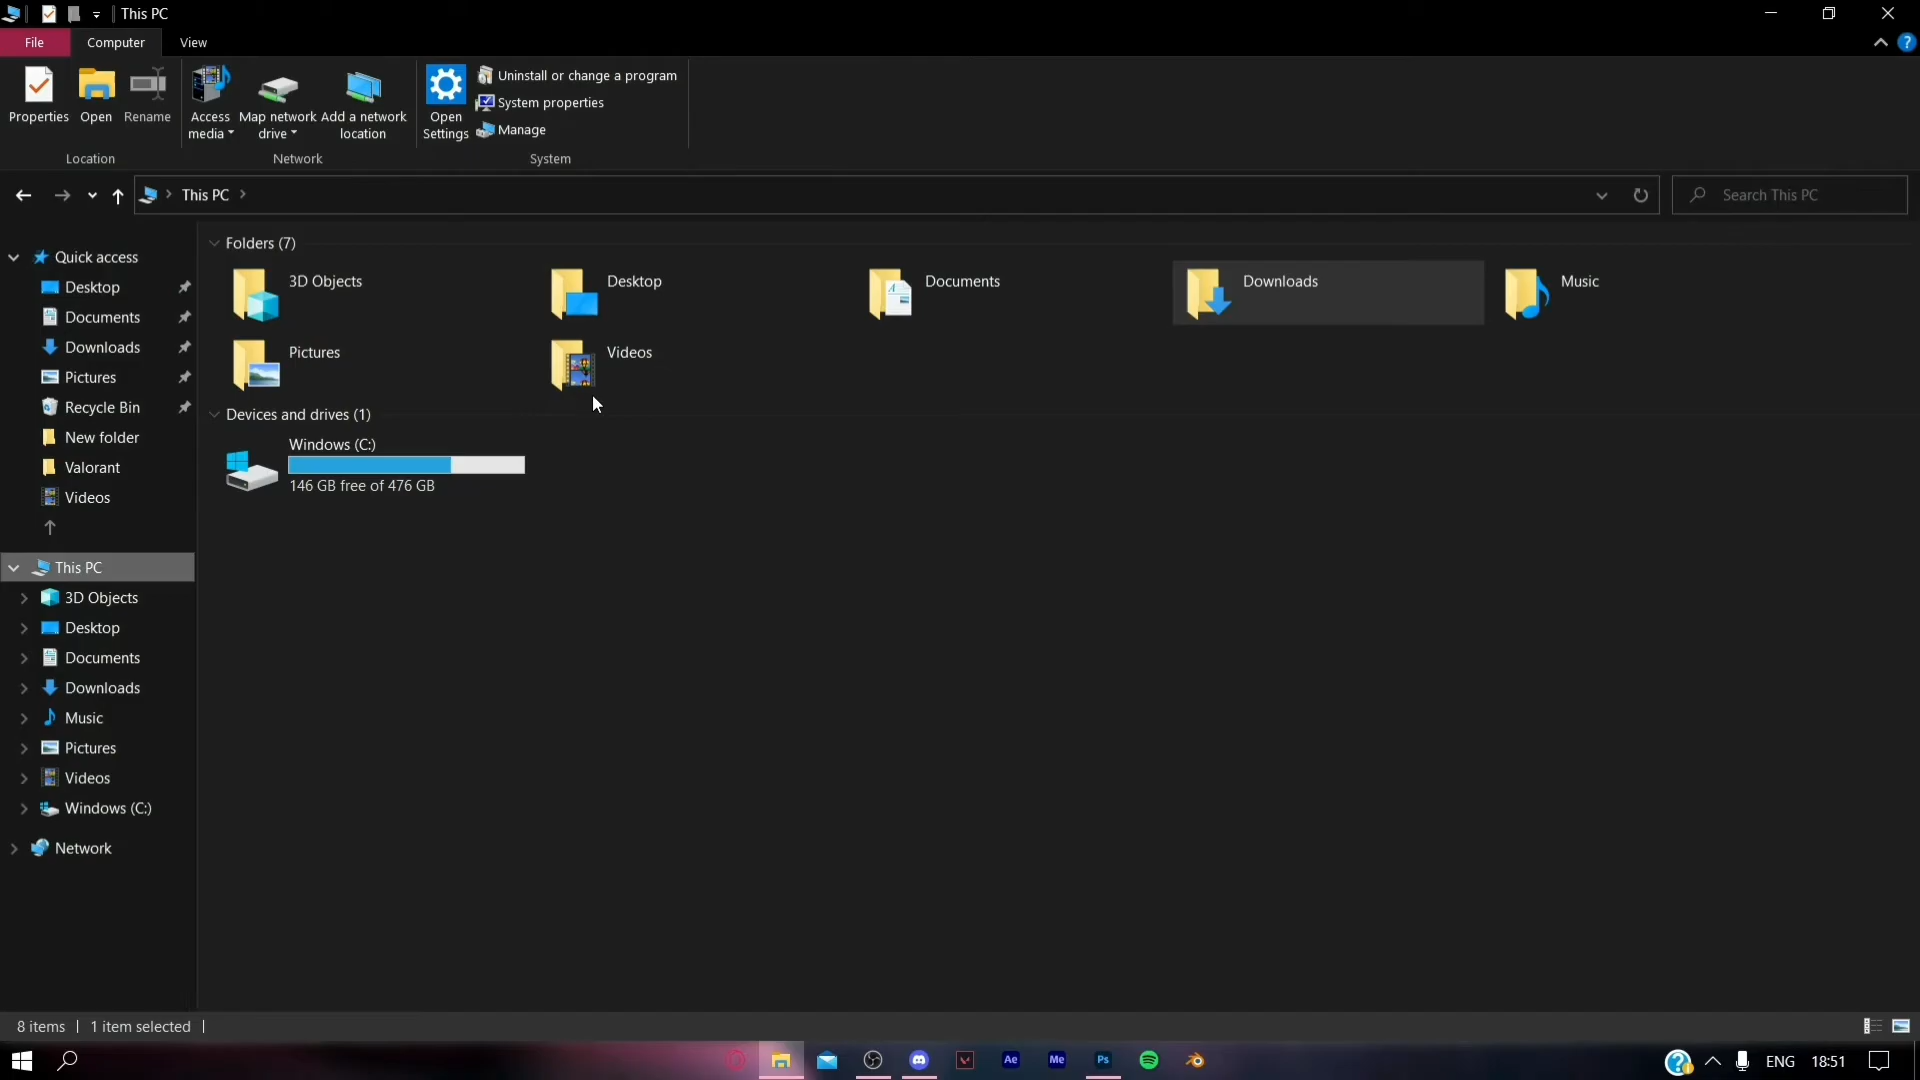 This PC
File
Computer
View
Properties
Open
Rename
Access
media
Map network
drive
Add a network
location
Open
Settings
Uninstall or change a program
System properties
Manage
Location
Network
System
This PC
Search This PC
Quick access
Desktop
Documents
Downloads
Pictures
Recycle Bin
New folder
Valorant
Videos
This PC
3D Objects
Desktop
Documents
Downloads
Music
Pictures
Videos
Windows (C:)
Network
Folders (7)
3D Objects
Desktop
Documents
Downloads
Music
Pictures
Videos
Devices and drives (1)
Windows (C:)
146 GB free of 476 GB
8 items
1 item selected
Ae
Me
Ps
ENG
18:51